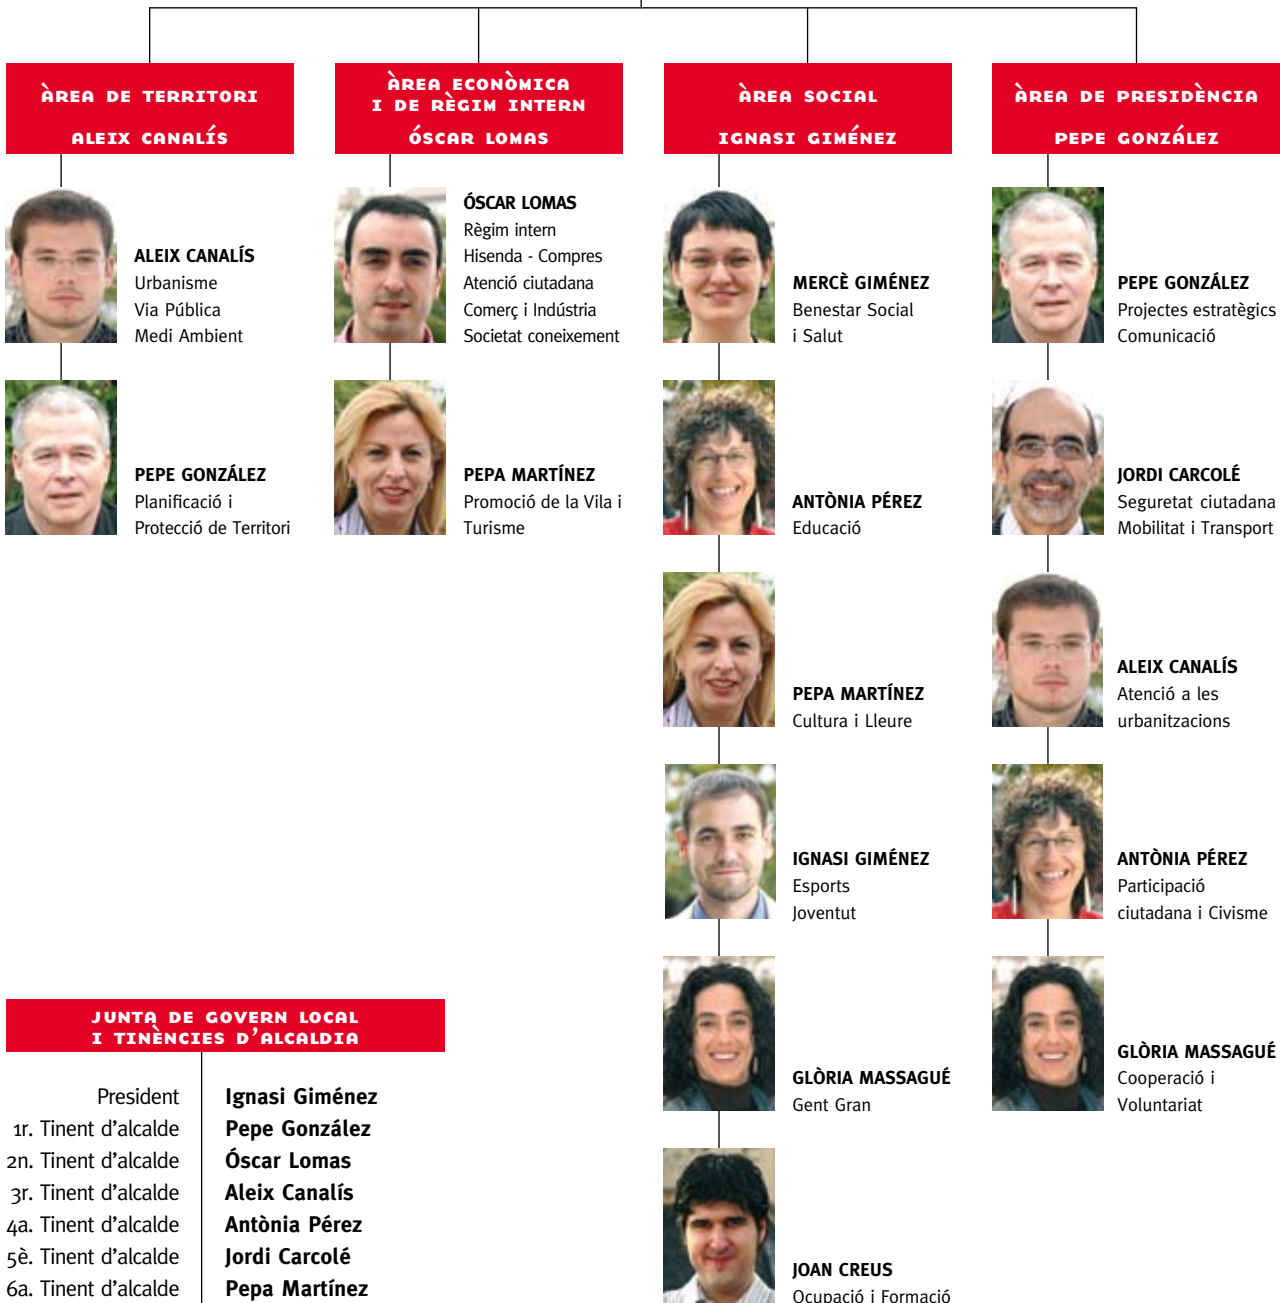 ÀREA DE TERRITORI
ALEIX CANALÍS
ALEIX CANALÍS
Urbanisme
Via Pública
Medi Ambient
PEPE GONZÁLEZ
Planificació i
Protecció de Territori
ÀREA ECONÒMICA
I DE RÈGIM INTERN
ÓSCAR LOMAS
ÓSCAR LOMAS
Règim intern
Hisenda - Compres
Atenció ciutadana
Comerç i Indústria
Societat coneixement
PEPA MARTÍNEZ
Promoció de la Vila i
Turisme
ÀREA SOCIAL
IGNASI GIMÉNEZ
MERCÈ GIMÉNEZ
Benestar Social
i Salut
ANTÒNIA PÉREZ
Educació
PEPA MARTÍNEZ
Cultura i Lleure
IGNASI GIMÉNEZ
Esports
Joventut
GLÒRIA MASSAGUÉ
Gent Gran
JOAN CREUS
Ocupació i Formació
ÀREA DE PRESIDÈNCIA
PEPE GONZÁLEZ
PEPE GONZÁLEZ
Projectes estratègics
Comunicació
JORDI CARCOLÉ
Seguretat ciutadana
Mobilitat i Transport
ALEIX CANALÍS
Atenció a les
urbanitzacions
ANTÒNIA PÉREZ
Participació
ciutadana i Civisme
GLÒRIA MASSAGUÉ
Cooperació i
Voluntariat
JUNTA DE GOVERN LOCAL
I TINÈNCIES D'ALCALDIA
President Ignasi Giménez
1r. Tinent d'alcalde Pepe González
2n. Tinent d'alcalde Óscar Lomas
3r. Tinent d'alcalde Aleix Canalís
4a. Tinent d'alcalde Antònia Pérez
5è. Tinent d'alcalde Jordi Carcolé
6a. Tinent d'alcalde Pepa Martínez